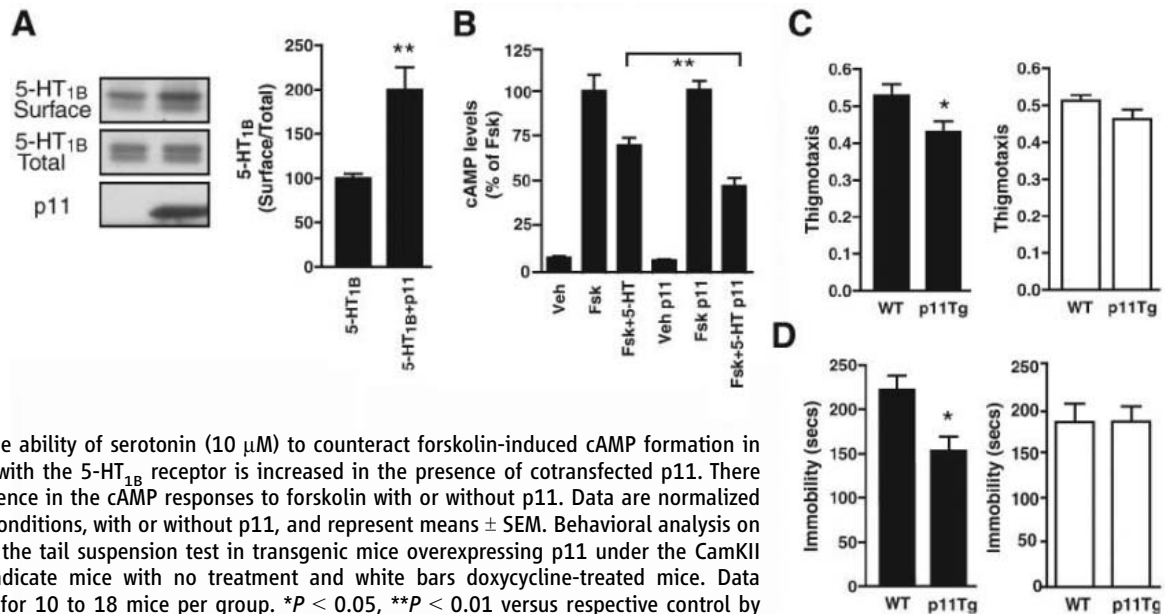 A
5-HT1B
Surface
5-HT1B
Total
p11
5-HT1B
(Surface/Total)
250
200
150
100
50
0
**
5-HT1B
5-HT1B+p11
B
cAMP levels
(% of Fsk)
125
100
75
50
25
0
**
Veh
Fsk
Fsk+5-HT
Veh p11
Fsk p11
Fsk+5-HT p11
C
Thigmotaxis
0.6
0.5
0.4
0.3
0.2
0.1
0.0
*
WT p11Tg
Thigmotaxis
0.6
0.5
0.4
0.3
0.2
0.1
0.0
WT p11Tg
D
Immobility (secs)
250
200
150
100
50
0
*
WT p11Tg
Immobility (secs)
250
200
150
100
50
0
WT p11Tg
e ability of serotonin (10 μM) to counteract forskolin-induced cAMP formation in
with the 5-HT1B receptor is increased in the presence of cotransfected p11. There
ence in the cAMP responses to forskolin with or without p11. Data are normalized
onditions, with or without p11, and represent means ± SEM. Behavioral analysis on
the tail suspension test in transgenic mice overexpressing p11 under the CamKII
ndicate mice with no treatment and white bars doxycycline-treated mice. Data
for 10 to 18 mice per group. *P < 0.05, **P < 0.01 versus respective control by